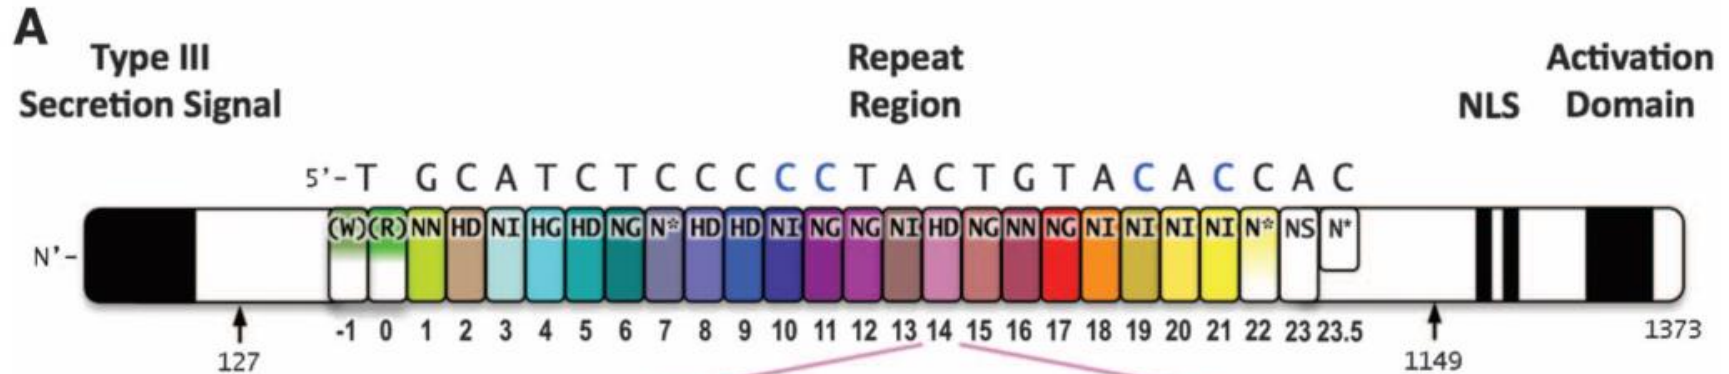 A
Type III
Secretion Signal
Repeat
Region
NLS
Activation
Domain
5'-T GCATCTCCCCCTACTGTACACCAC
N'-
(W)(R)NN HD NI HG HD NG N* HD HD NI NG NG NI HD NG NN NG NI NI NI NI N* NS N*
-1 0 1 2 3 4 5 6 7 8 9 10 11 12 13 14 15 16 17 18 19 20 21 22 23 23.5
127
1149
1373